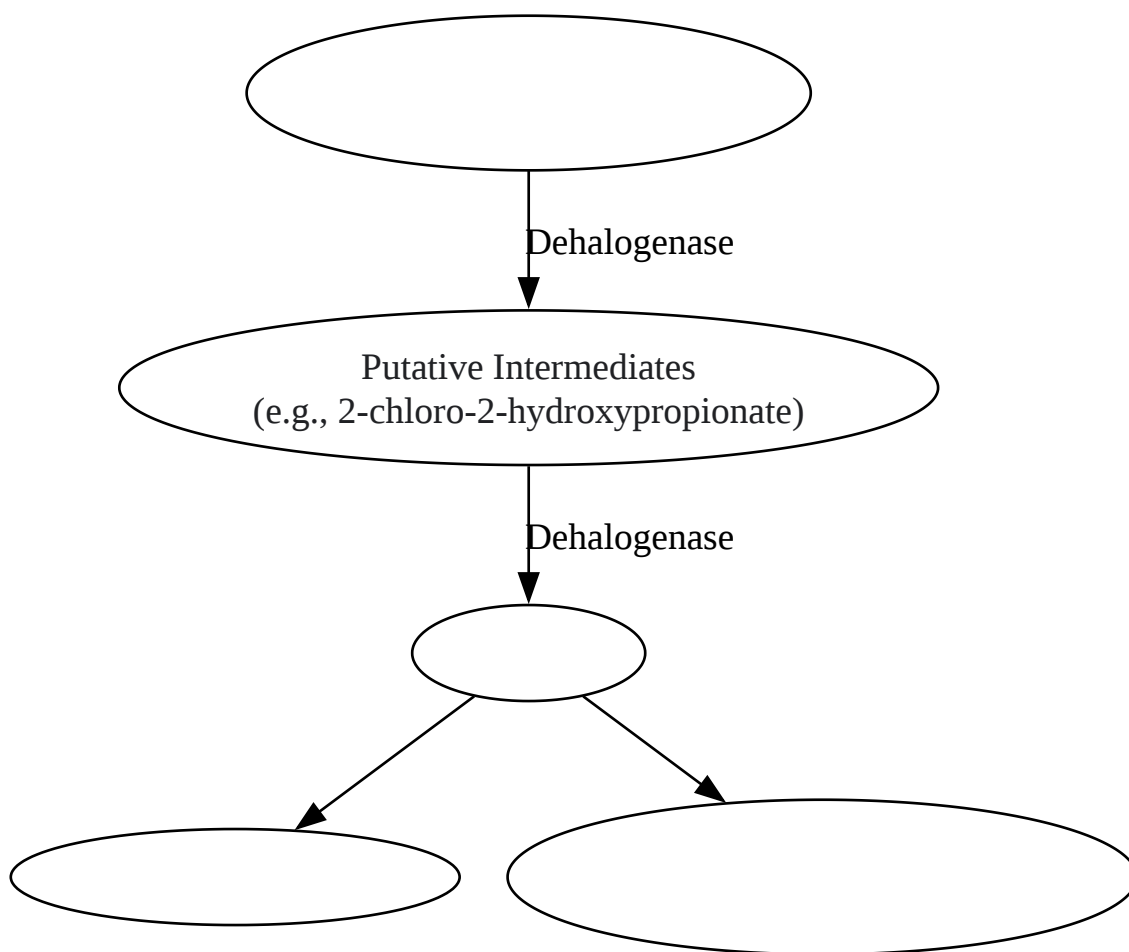 Dehalogenase
Putative Intermediates
(e.g., 2-chloro-2-hydroxypropionate)
Dehalogenase